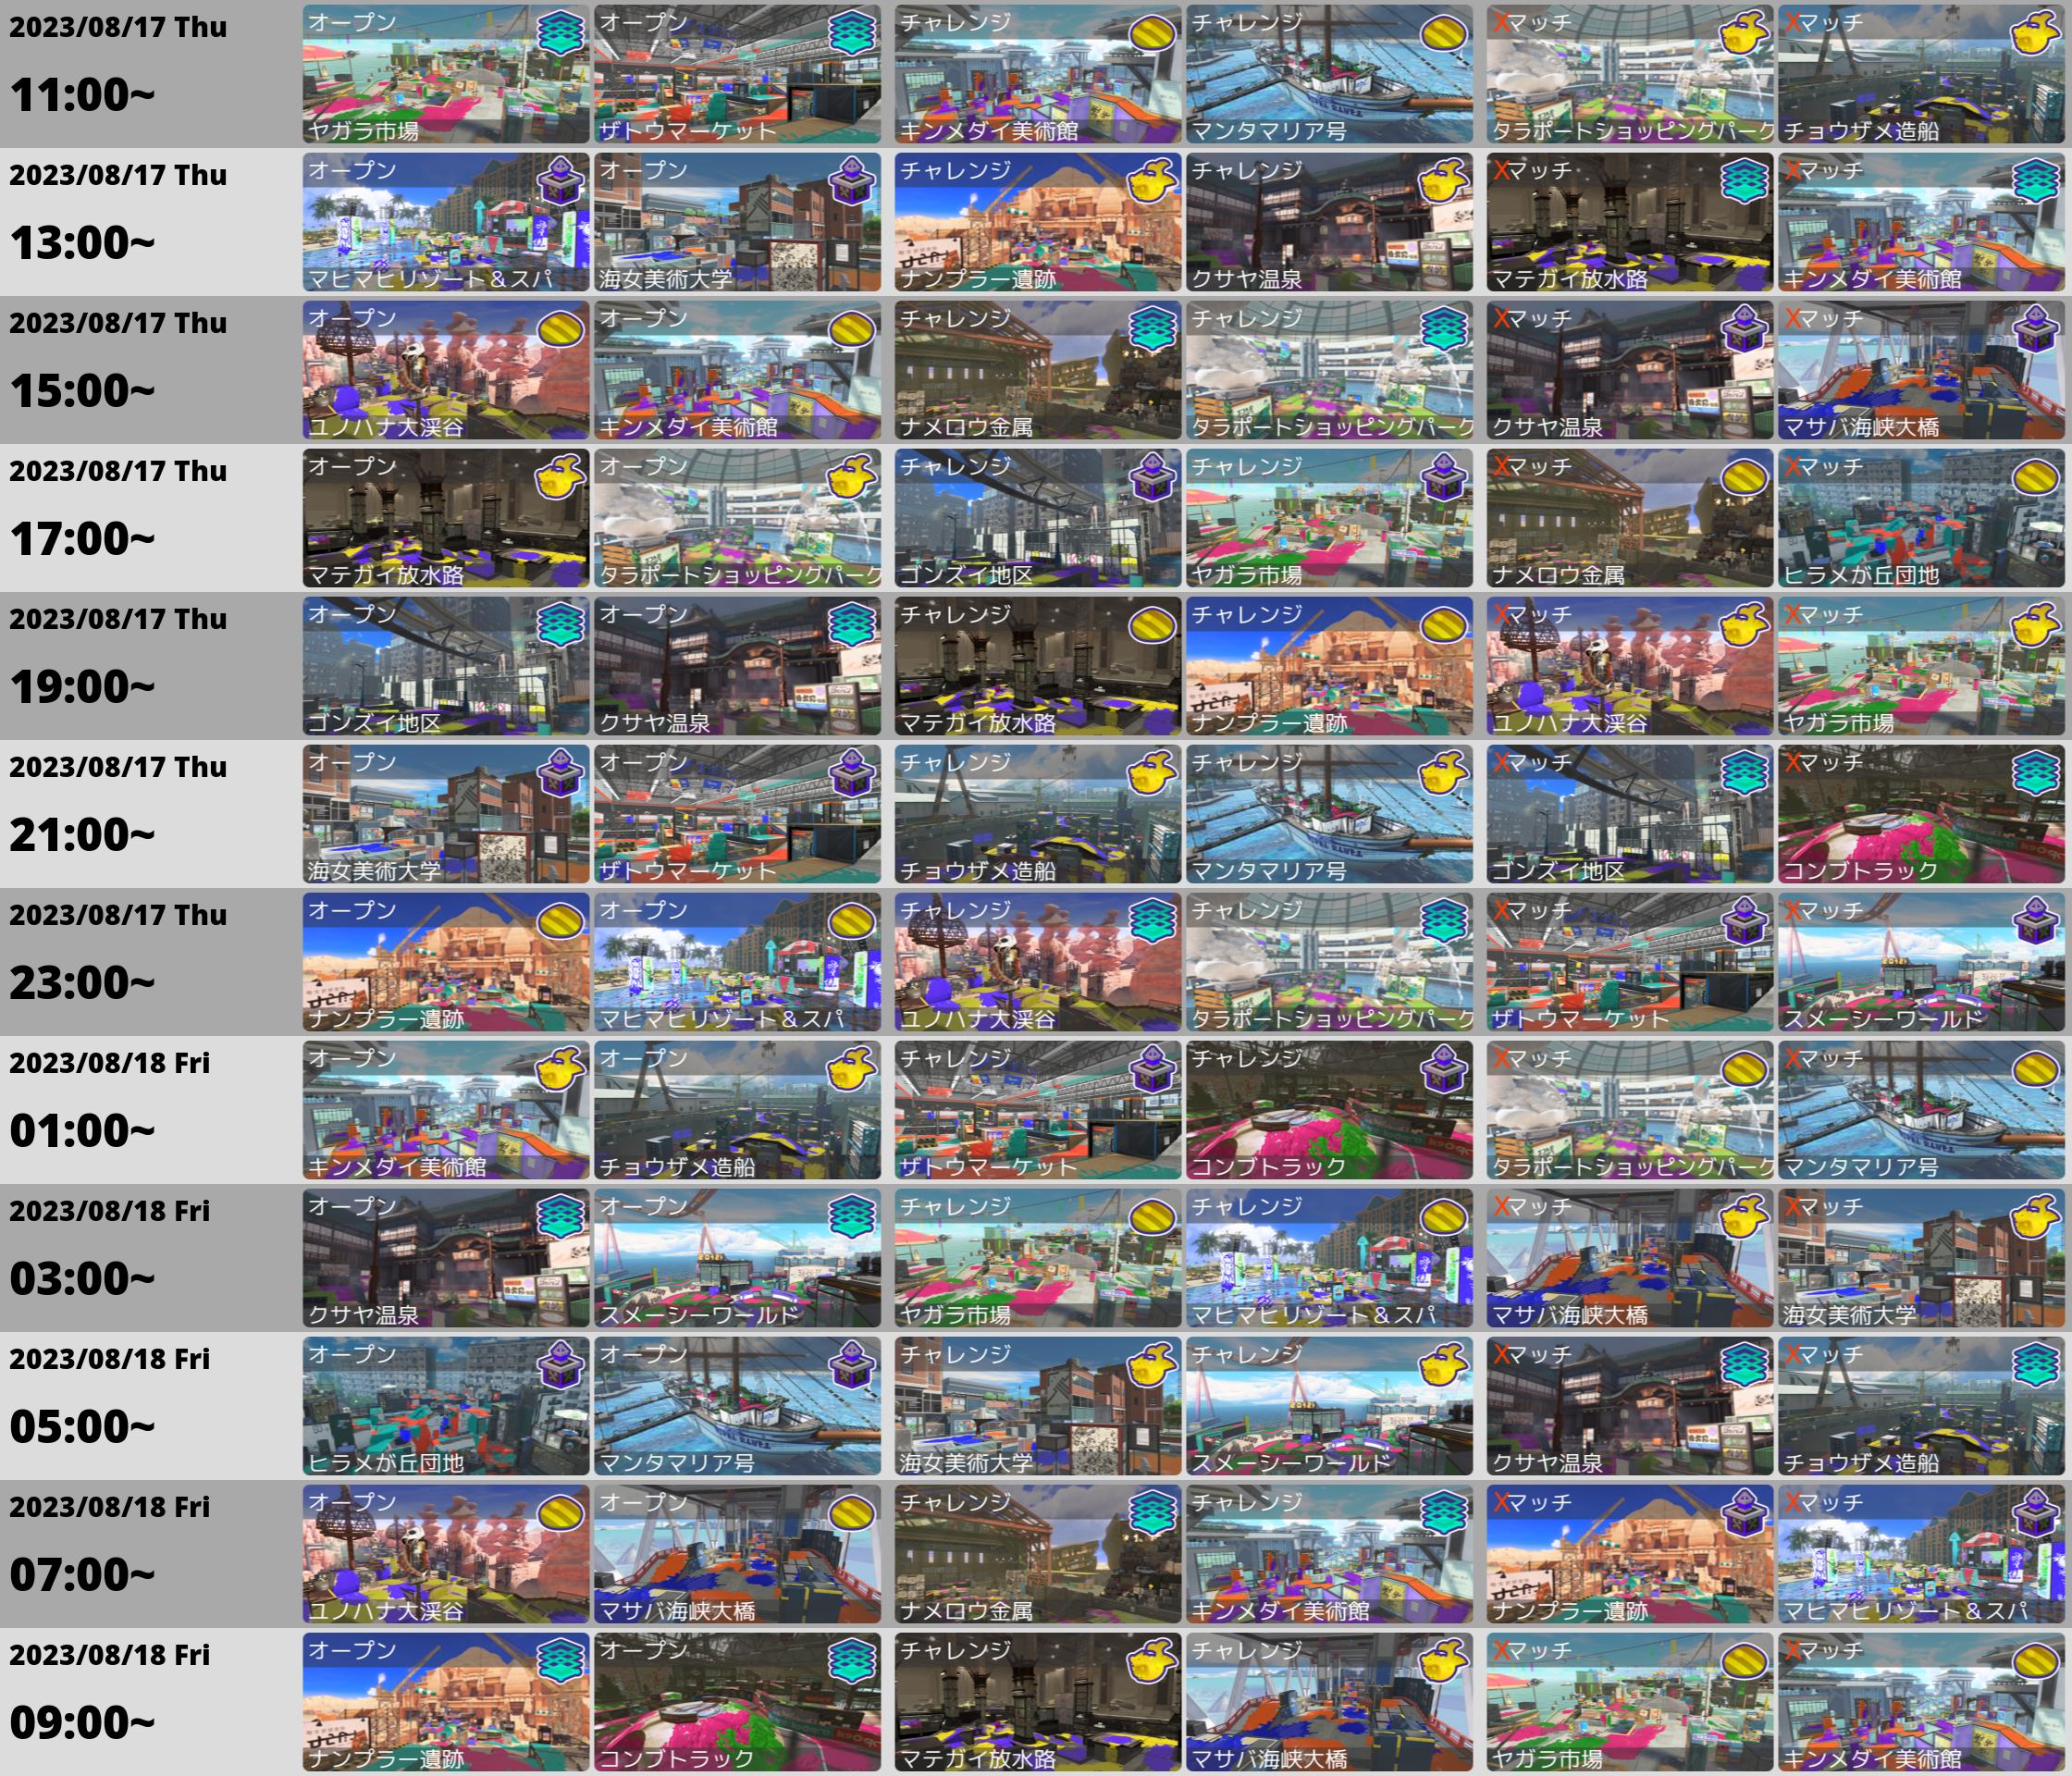 2023/08/17 Thu
11:00~
オープン
オープン
チャレンジ
チャレンジ
Xマッチ
Xマッチ
ヤガラ市場
ザトウマーケット
キンメダイ美術館
マンタマリア号
タラポートショッピングパーク
チョウザメ造船
2023/08/17 Thu
13:00~
オープン
オープン
チャレンジ
チャレンジ
Xマッチ
Xマッチ
マヒマヒリゾート&スパ
海女美術大学
ナンプラー遺跡
クサヤ温泉
マテガイ放水路
キンメダイ美術館
2023/08/17 Thu
15:00~
オープン
オープン
チャレンジ
チャレンジ
Xマッチ
Xマッチ
ユノハナ大渓谷
キンメダイ美術館
ナメロウ金属
タラポートショッピングパーク
クサヤ温泉
マサバ海峡大橋
2023/08/17 Thu
17:00~
オープン
オープン
チャレンジ
チャレンジ
Xマッチ
Xマッチ
マテガイ放水路
タラポートショッピングパーク
ゴンズイ地区
ヤガラ市場
ナメロウ金属
ヒラメが丘団地
2023/08/17 Thu
19:00~
オープン
オープン
チャレンジ
チャレンジ
Xマッチ
Xマッチ
ゴンズイ地区
クサヤ温泉
マテガイ放水路
ナンプラー遺跡
ユノハナ大渓谷
ヤガラ市場
2023/08/17 Thu
21:00~
オープン
オープン
チャレンジ
チャレンジ
Xマッチ
Xマッチ
海女美術大学
ザトウマーケット
チョウザメ造船
マンタマリア号
ゴンズイ地区
コンブトラック
2023/08/17 Thu
23:00~
オープン
オープン
チャレンジ
チャレンジ
Xマッチ
Xマッチ
ナンプラー遺跡
マヒマヒリゾート&スパ
ユノハナ大渓谷
タラポートショッピングパーク
ザトウマーケット
スメーシーワールド
2023/08/18 Fri
01:00~
オープン
オープン
チャレンジ
チャレンジ
Xマッチ
Xマッチ
キンメダイ美術館
チョウザメ造船
ザトウマーケット
コンブトラック
タラポートショッピングパーク
マンタマリア号
2023/08/18 Fri
03:00~
オープン
オープン
チャレンジ
チャレンジ
Xマッチ
Xマッチ
クサヤ温泉
スメーシーワールド
ヤガラ市場
マヒマヒリゾート&スパ
マサバ海峡大橋
海女美術大学
2023/08/18 Fri
05:00~
オープン
オープン
チャレンジ
チャレンジ
Xマッチ
Xマッチ
ヒラメが丘団地
マンタマリア号
海女美術大学
スメーシーワールド
クサヤ温泉
チョウザメ造船
2023/08/18 Fri
07:00~
オープン
オープン
チャレンジ
チャレンジ
Xマッチ
Xマッチ
ユノハナ大渓谷
マサバ海峡大橋
ナメロウ金属
キンメダイ美術館
ナンプラー遺跡
マヒマヒリゾート&スパ
2023/08/18 Fri
09:00~
オープン
オープン
チャレンジ
チャレンジ
Xマッチ
Xマッチ
ナンプラー遺跡
コンブトラック
マテガイ放水路
マサバ海峡大橋
ヤガラ市場
キンメダイ美術館